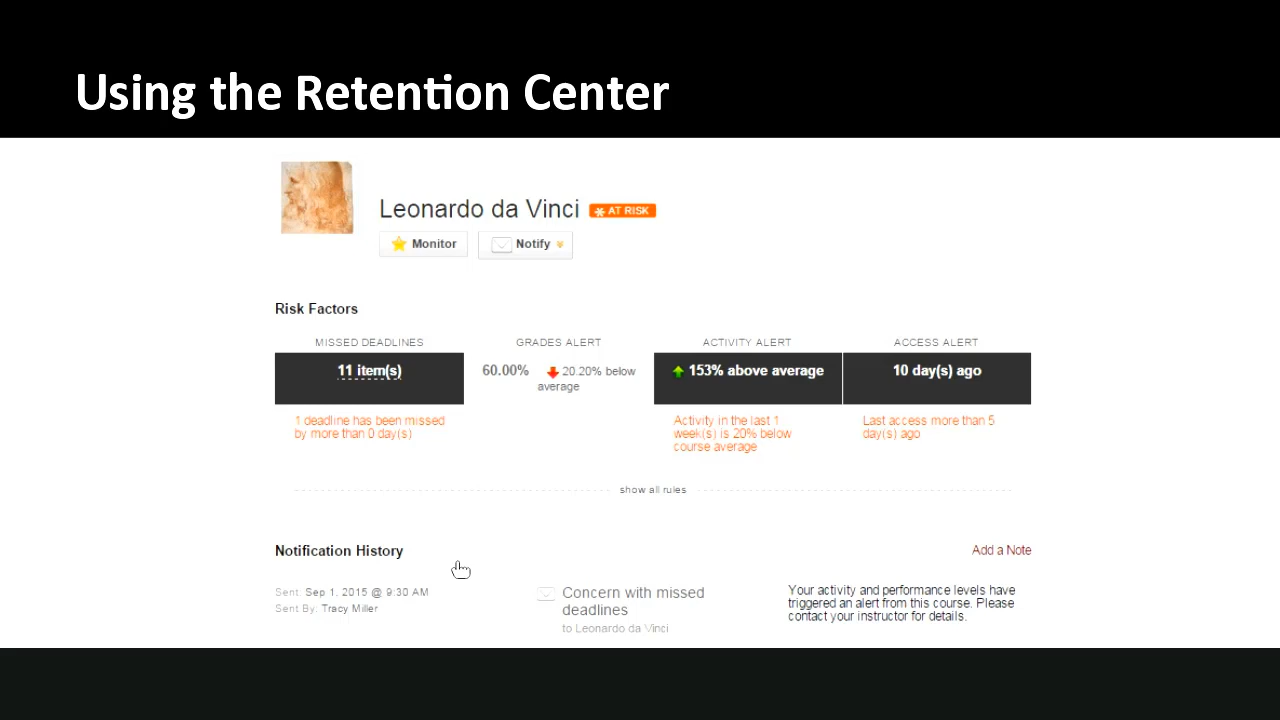 Using the Retention Center
Leonardo da Vinci AT RISK
Monitor Notify
Risk Factors
MISSED DEADLINES GRADES ALERT ACTIVITY ALERT ACCESS ALERT
11 item(s) 60.00% 20.20% below 153% above average 10 day(s) ago
average
1 deadline has been missed Activity in the last 1 Last access more than 5
by more than 0 day(s) week(s) is 20% below day(s) ago
course average
show all rules
Notification History Add a Note
Sent: Sep 1, 2015 @ 9:30 AM Concern with missed Your activity and performance levels have
Sent By: Tracy Miller deadlines triggered an alert from this course. Please
to Leonardo da Vinci contact your instructor for details.